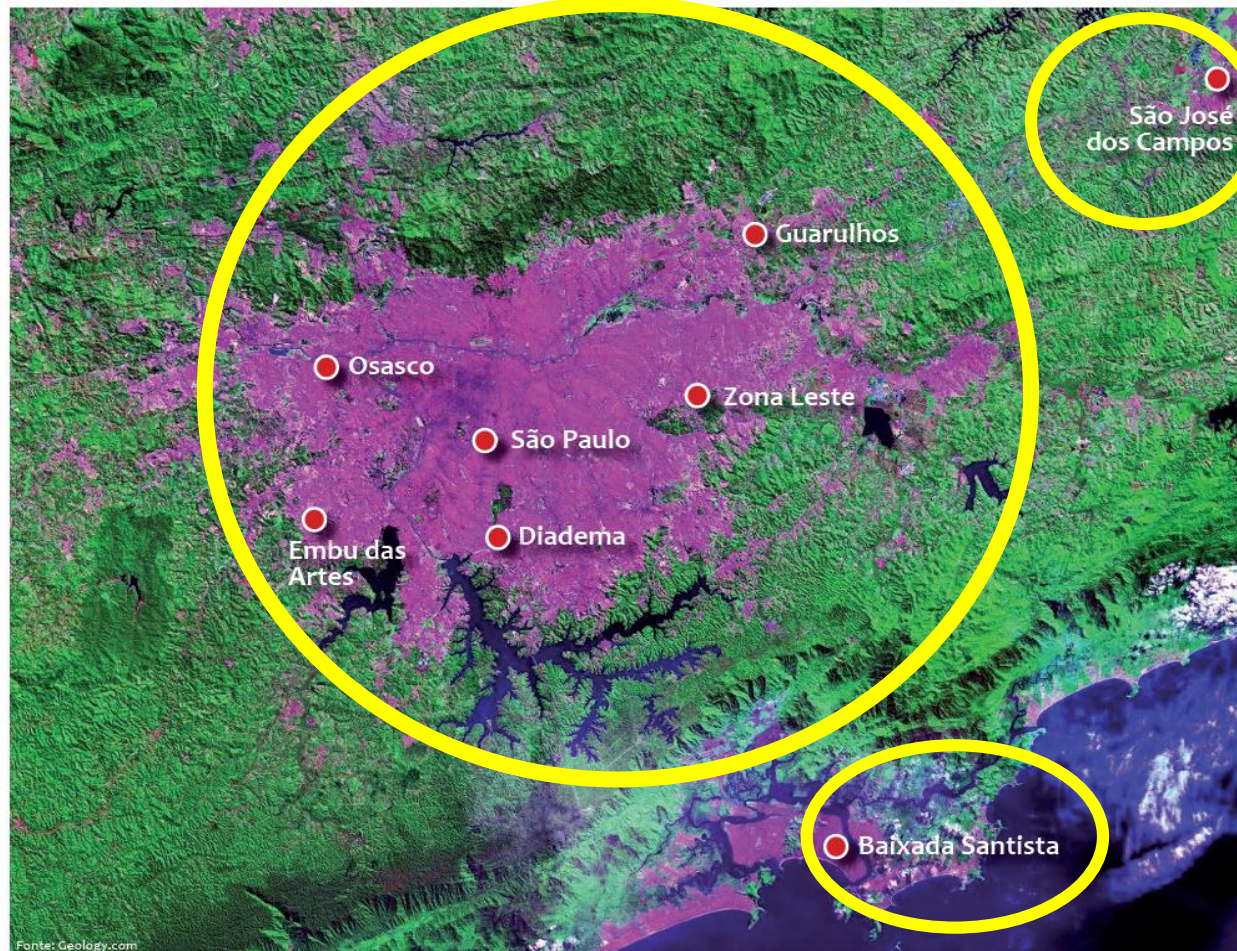 São José
dos Campos
Guarulhos
Osasco
Zona Leste
São Paulo
Embu das
Artes
Diadema
Baixada Santista
Fonte: Geology.com